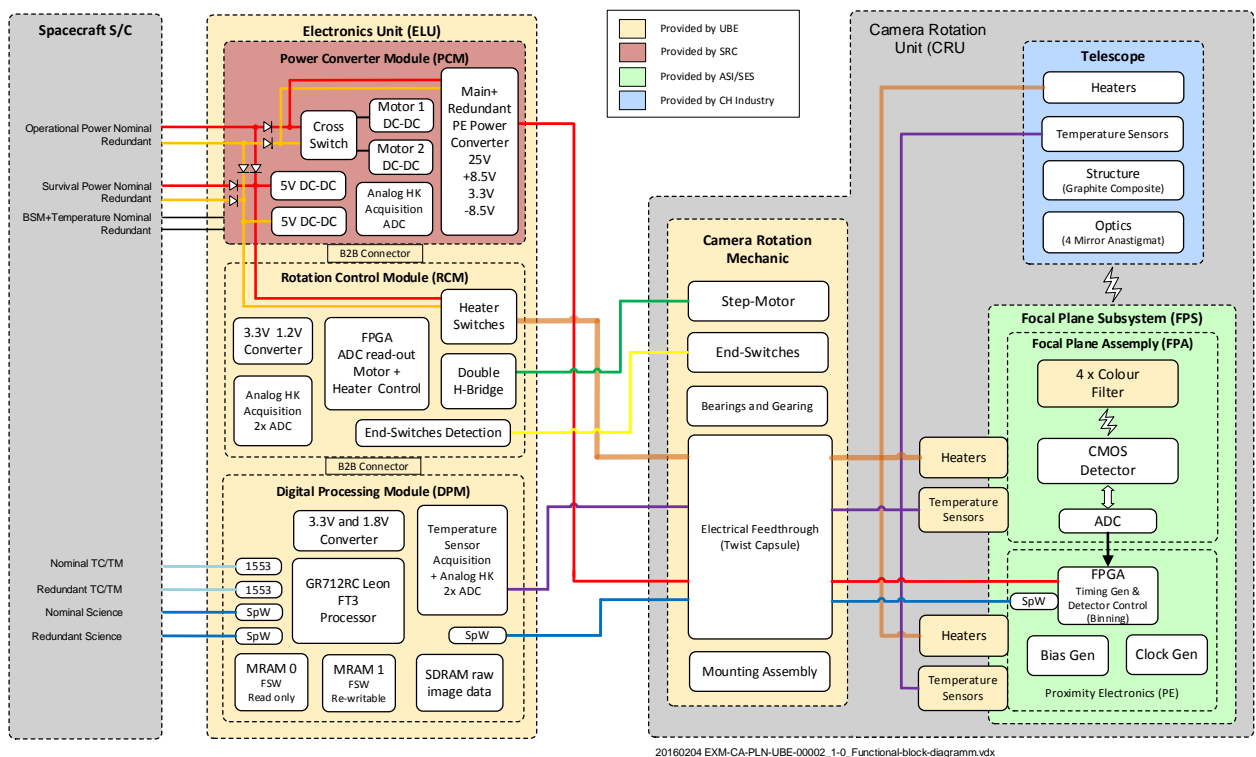 Spacecraft S/C
Operational Power Nominal
Redundant
Survival Power Nominal
Redundant
BSM+Temperature Nominal
Redundant
Nominal TC/TM
Redundant TC/TM
Nominal Science
Redundant Science
Electronics Unit (ELU)
Power Converter Module (PCM)
Cross
Switch
Motor 1
DC-DC
Motor 2
DC-DC
5V DC-DC
5V DC-DC
Analog HK
Acquisition
ADC
Main+
Redundant
PE Power
Converter
25V
+8.5V
3.3V
-8.5V
B2B Connector
Rotation Control Module (RCM)
Heater
Switches
3.3V 1.2V
Converter
FPGA
ADC read-out
Motor +
Heater Control
Double
H-Bridge
Analog HK
Acquisition
2x ADC
End-Switches Detection
B2B Connector
Digital Processing Module (DPM)
3.3V and 1.8V
Converter
Temperature
Sensor
Acquisition
+ Analog HK
2x ADC
1553
1553
SpW
SpW
GR712RC Leon
FT3
Processor
SpW
MRAM 0
FSW
Read only
MRAM 1
FSW
Re-writable
SDRAM raw
image data
Provided by UBE
Provided by SRC
Provided by ASI/SES
Provided by CH Industry
Camera Rotation
Unit (CRU
Camera Rotation
Mechanic
Step-Motor
End-Switches
Bearings and Gearing
Electrical Feedthrough
(Twist Capsule)
Mounting Assembly
Telescope
Heaters
Temperature Sensors
Structure
(Graphite Composite)
Optics
(4 Mirror Anastigmat)
Focal Plane Subsystem (FPS)
Focal Plane Assemply (FPA)
4 x Colour
Filter
CMOS
Detector
ADC
Heaters
Temperature
Sensors
FPGA
Timing Gen &
Detector Control
(Binning)
SpW
Heaters
Temperature
Sensors
Bias Gen
Clock Gen
Proximity Electronics (PE)
20160204 EXM-CA-PLN-UBE-00002_1-0_Functional-block-diagramm.vdx